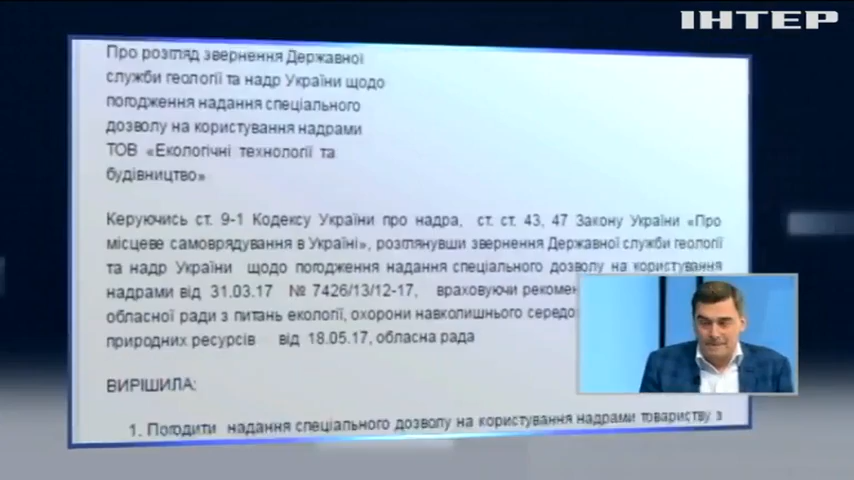 ІНТЕР
Про розгляд звернення Державної
служби геології та надр України щодо
погодження надання спеціального
дозволу на користування надрами
ТОВ «Екологічні технології та
будівництво»
Керуючись ст. 9-1 Кодексу України про надра, ст. ст. 43, 47 Закону України «Про
місцеве самоврядування в Україні», розглянувши звернення Державної служби геології
та надр України щодо погодження надання спеціального дозволу на користування
надрами від 31.03.17 № 7426/13/12-17, враховуючи
обласної ради з питань екології, охорони навколишнього
природних ресурсів від 18.05.17, обласна рада
ВИРІШИЛА:
1. Погодити надання спеціального дозволу на користування надрами товариству з